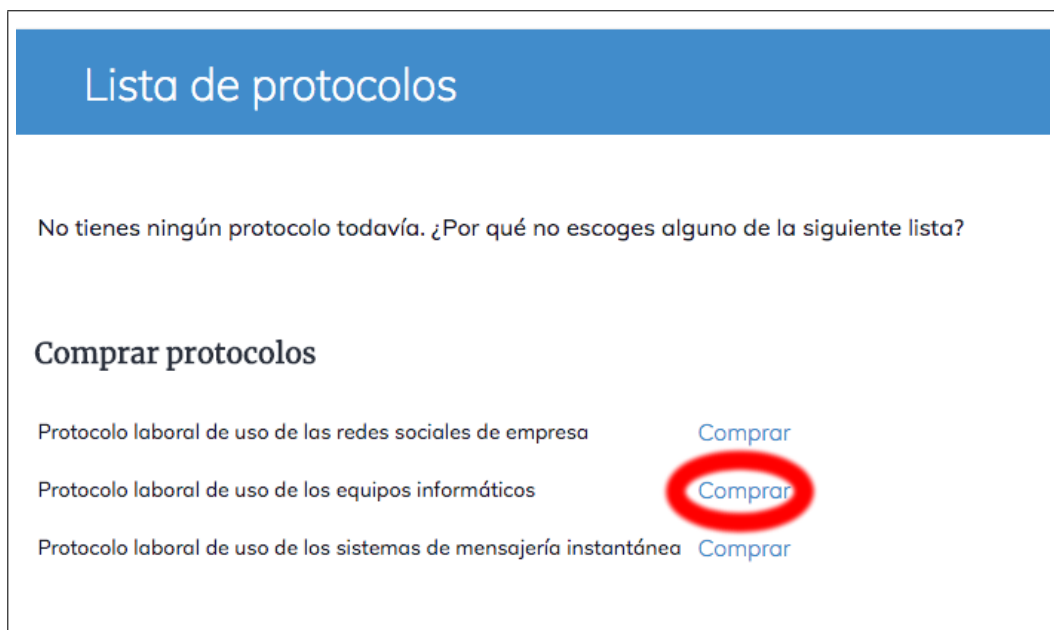 Lista de protocolos
No tienes ningún protocolo todavía. ¿Por qué no escoges alguno de la siguiente lista?
Comprar protocolos
Protocolo laboral de uso de las redes sociales de empresa Comprar
Protocolo laboral de uso de los equipos informáticos Comprar
Protocolo laboral de uso de los sistemas de mensajería instantánea Comprar